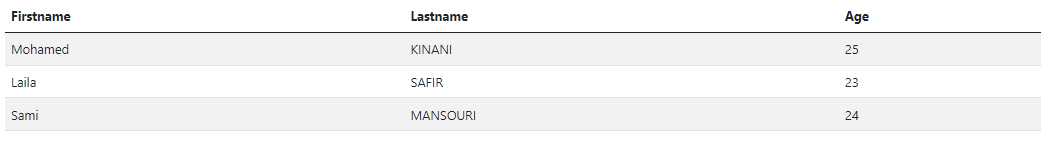 Firstname Lastname Age
Mohamed KINANI 25
Laila SAFIR 23
Sami MANSOURI 24